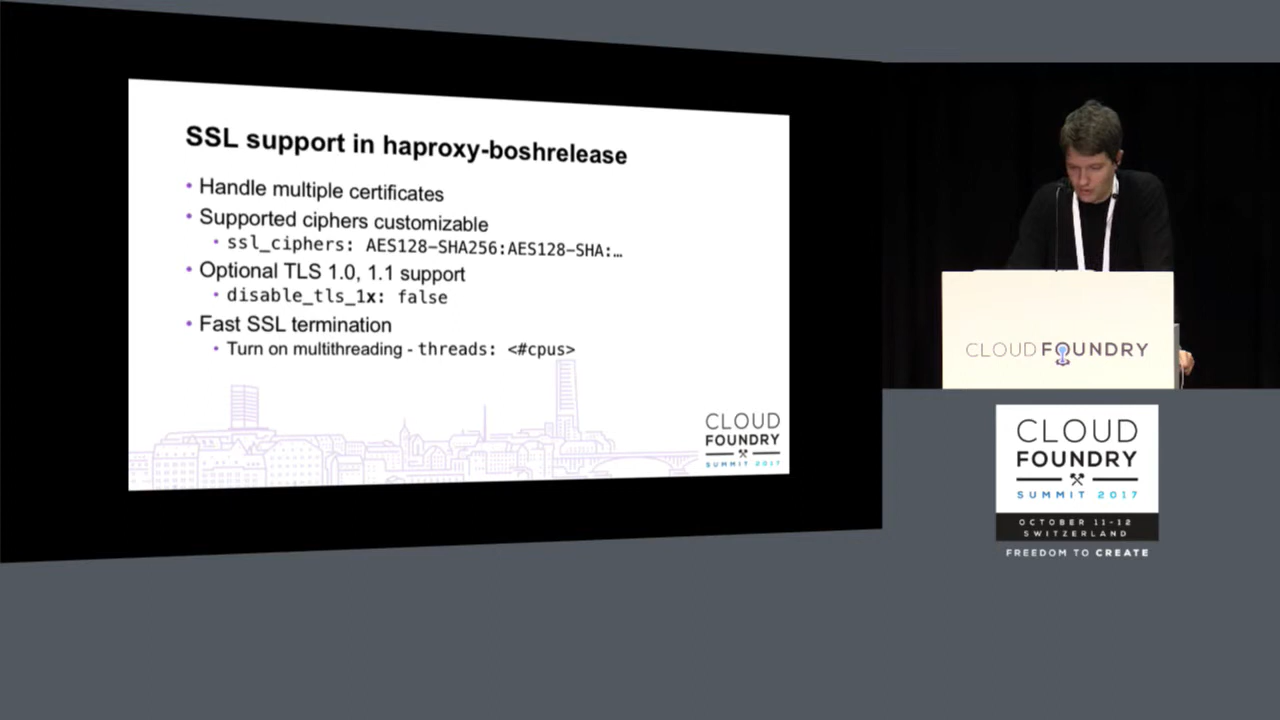 SSL support in haproxy-boshrelease
• Handle multiple certificates
• Supported ciphers customizable
• ssl_ciphers: AES128-SHA256:AES128-SHA:…
• Optional TLS 1.0, 1.1 support
• disable_tls_1x: false
• Fast SSL termination
• Turn on multithreading - threads: <#cpus>
CLOUD
FOUNDRY
SUMMIT 2017
CLOUD FOUNDRY
CLOUD
FOUNDRY
SUMMIT 2017
OCTOBER 11-12
SWITZERLAND
FREEDOM TO CREATE